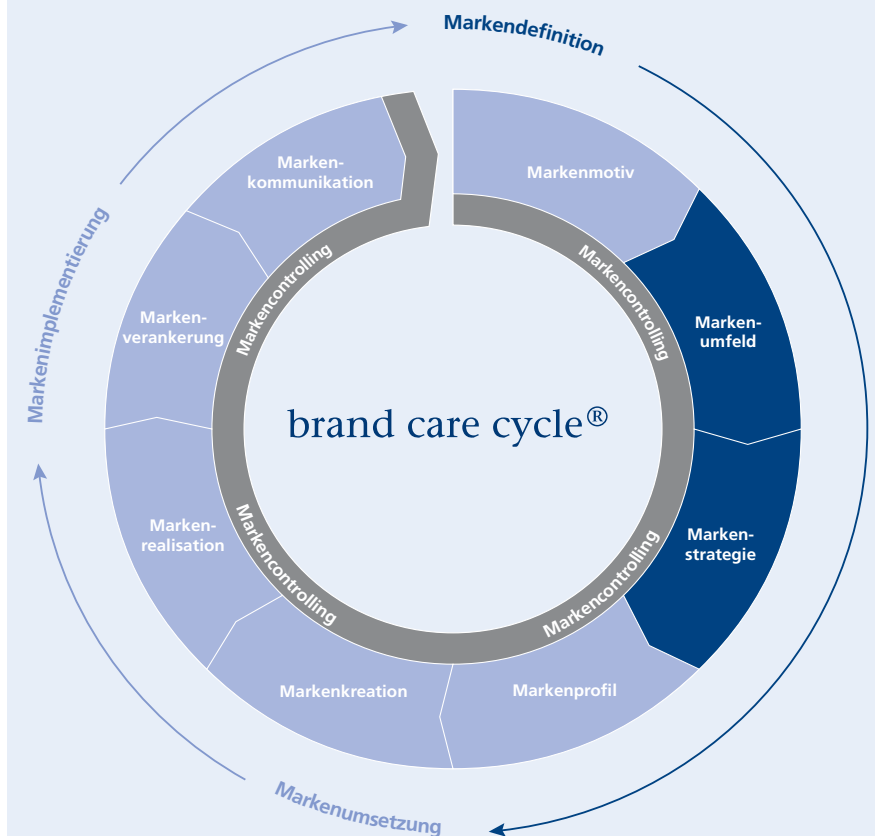 Markendefinition
Markenmotiv
Marken-
umfeld
Marken-
strategie
Markenprofil
Markenumsetzung
Markenkreation
Marken-
realisation
Markenimplementierung
Marken-
verankerung
Marken-
kommunikation
Markencontrolling
Markencontrolling
Markencontrolling
Markencontrolling
brand care cycle®